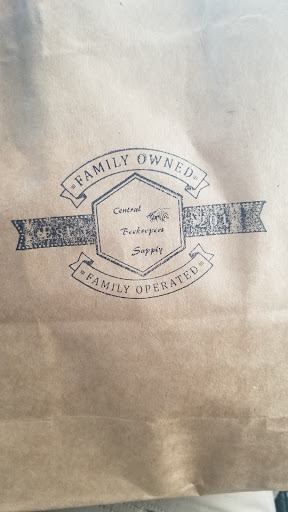 FAMILY OWNED
Central
Beekeepers
Supply
FAMILY OPERATED